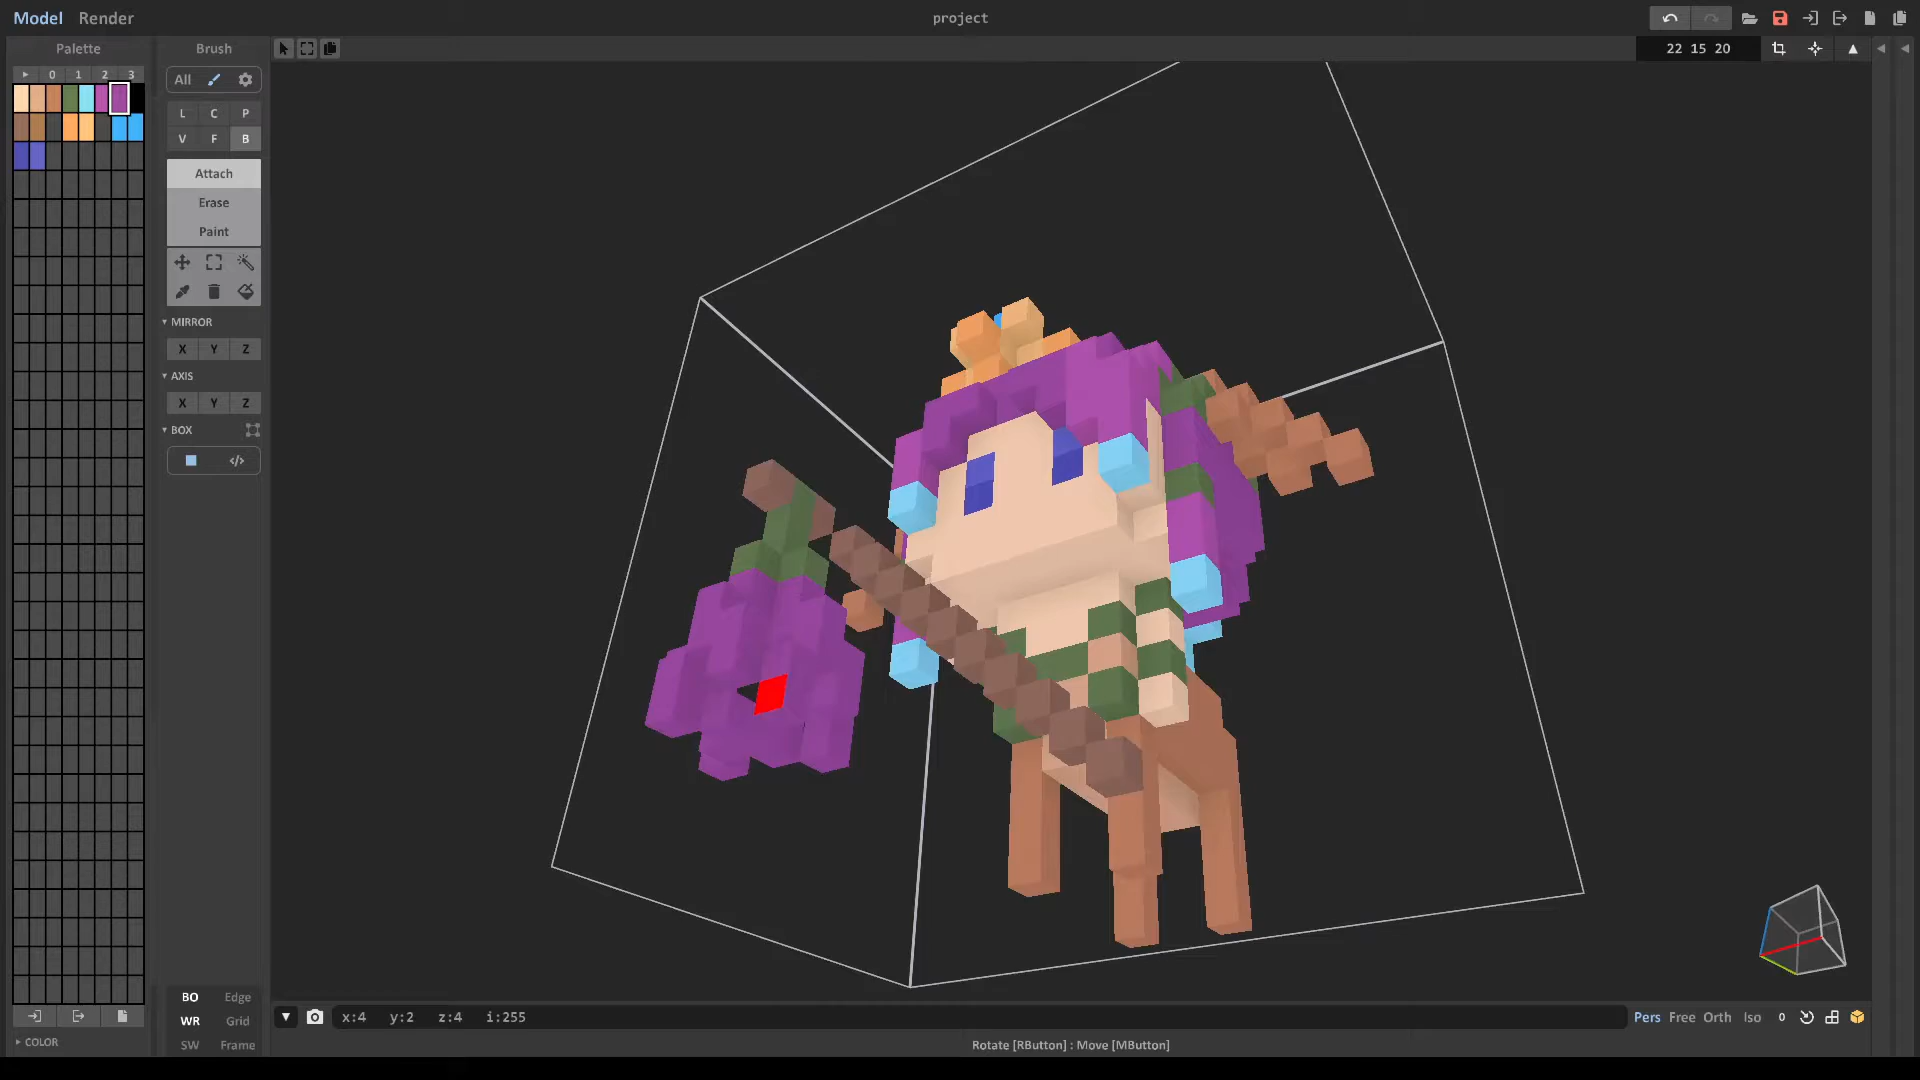 Model Render
project
Palette
Brush
22 15 20
0 1 2 3
All
L C P
V F B
Attach
Erase
Paint
MIRROR
X Y Z
AXIS
X Y Z
BOX
</>
BO Edge
WR Grid
SW Frame
COLOR
x:4 y:2 z:4 i:255
Pers Free Orth Iso 0
Rotate [RButton] : Move [MButton]